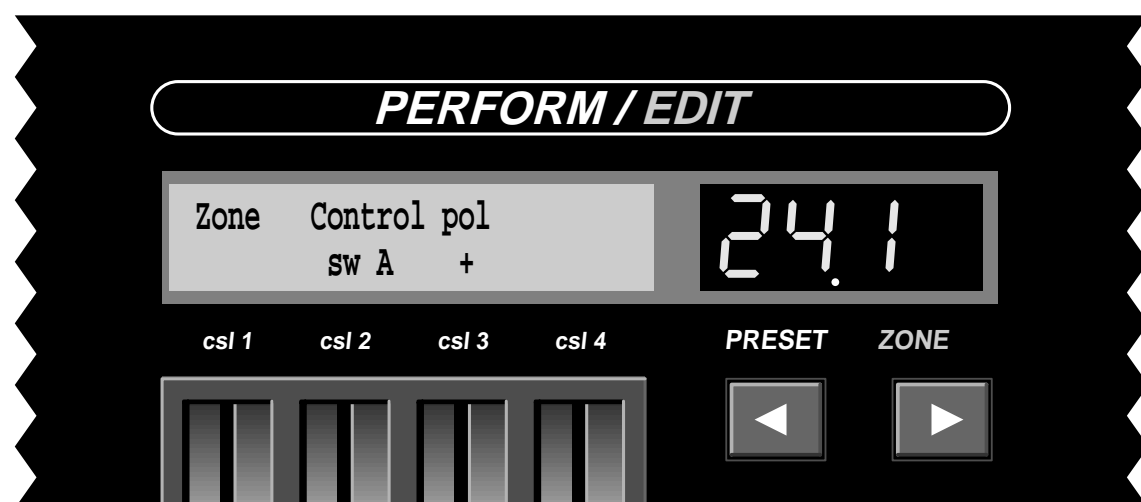 PERFORM / EDIT
Zone Control pol
sw A +
24.1
csl 1 csl 2 csl 3 csl 4
PRESET ZONE